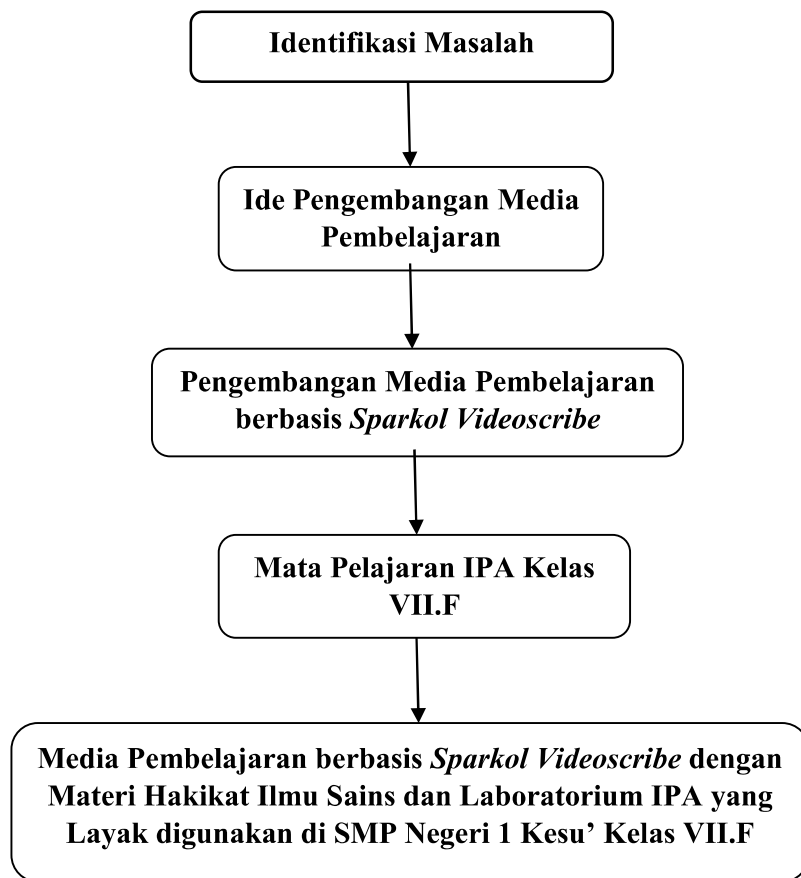 Identifikasi Masalah
Ide Pengembangan Media
Pembelajaran
Pengembangan Media Pembelajaran
berbasis Sparkol Videoscribe
Mata Pelajaran IPA Kelas
VII.F
Media Pembelajaran berbasis Sparkol Videoscribe dengan
Materi Hakikat Ilmu Sains dan Laboratorium IPA yang
Layak digunakan di SMP Negeri 1 Kesu’ Kelas VII.F